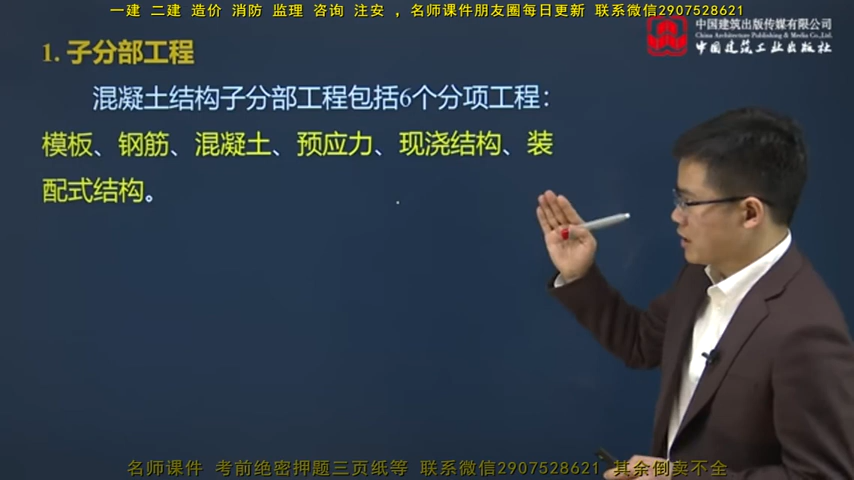 一建 二建 造价 消防 监理 咨询 注安 ，名师课件朋友圈每日更新 联系微信2907528621
中国建筑出版传媒有限公司
China Architecture Publishing & Media Co.,Ltd.
中国建筑工业出版社
1. 子分部工程
混凝土结构子分部工程包括6个分项工程：
模板、钢筋、混凝土、预应力、现浇结构、装
配式结构。
名师课件 考前绝密押题三页纸等 联系微信2907528621 其余倒卖不全